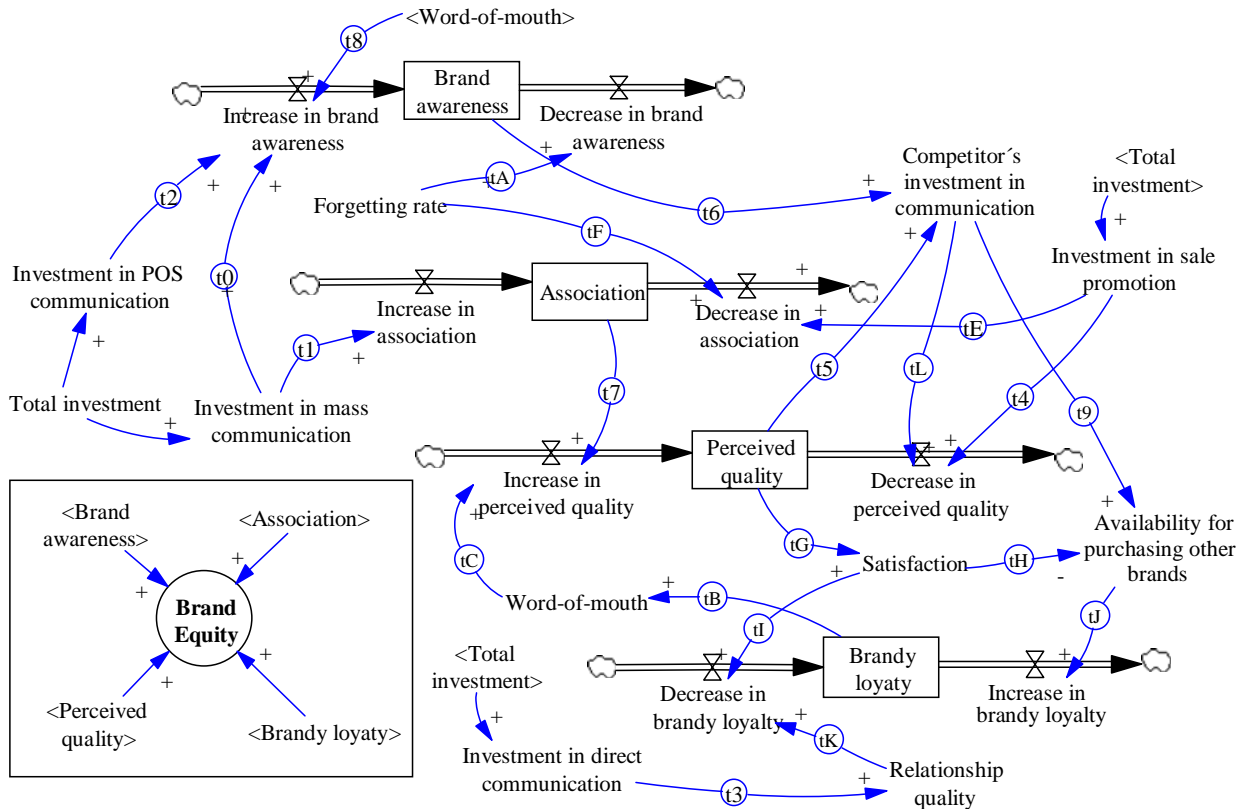 <Word-of-mouth>
t8
+
Brand
awareness
+
Increase in brand
awareness
Decrease in brand
awareness
+
+
t2
+
tA
+
Forgetting rate
t6
+
Competitor´s
investment in
communication
<Total
investment>
+
tF
+
Investment in POS
communication
t0
+
Investment in sale
promotion
Association
+
+
Increase in
association
Decrease in
association
+
+
tE
t1
+
+
t5
tL
t7
t4
t9
Total investment
+
Investment in mass
communication
+
Perceived
quality
+
+
Increase in
perceived quality
+
Decrease in
perceived quality
+
Availability for
purchasing other
brands
tC
tG
+
Satisfaction
tH
-
Word-of-mouth
+
tB
tI
tJ
<Brand
awareness>
<Association>
+
+
Brand
Equity
+
+
<Perceived
quality>
<Brandy loyaty>
<Total
investment>
+
+
Decrease in
brandy loyalty
Brandy
loyaty
+
Increase in
brandy loyalty
+
tK
Investment in direct
communication
t3
+
Relationship
quality